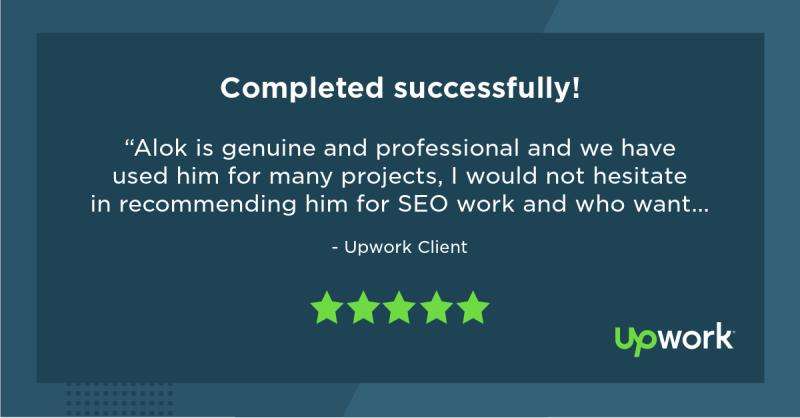 Completed successfully!
“Alok is genuine and professional and we have
used him for many projects, I would not hesitate
in recommending him for SEO work and who want...
- Upwork Client
upwork